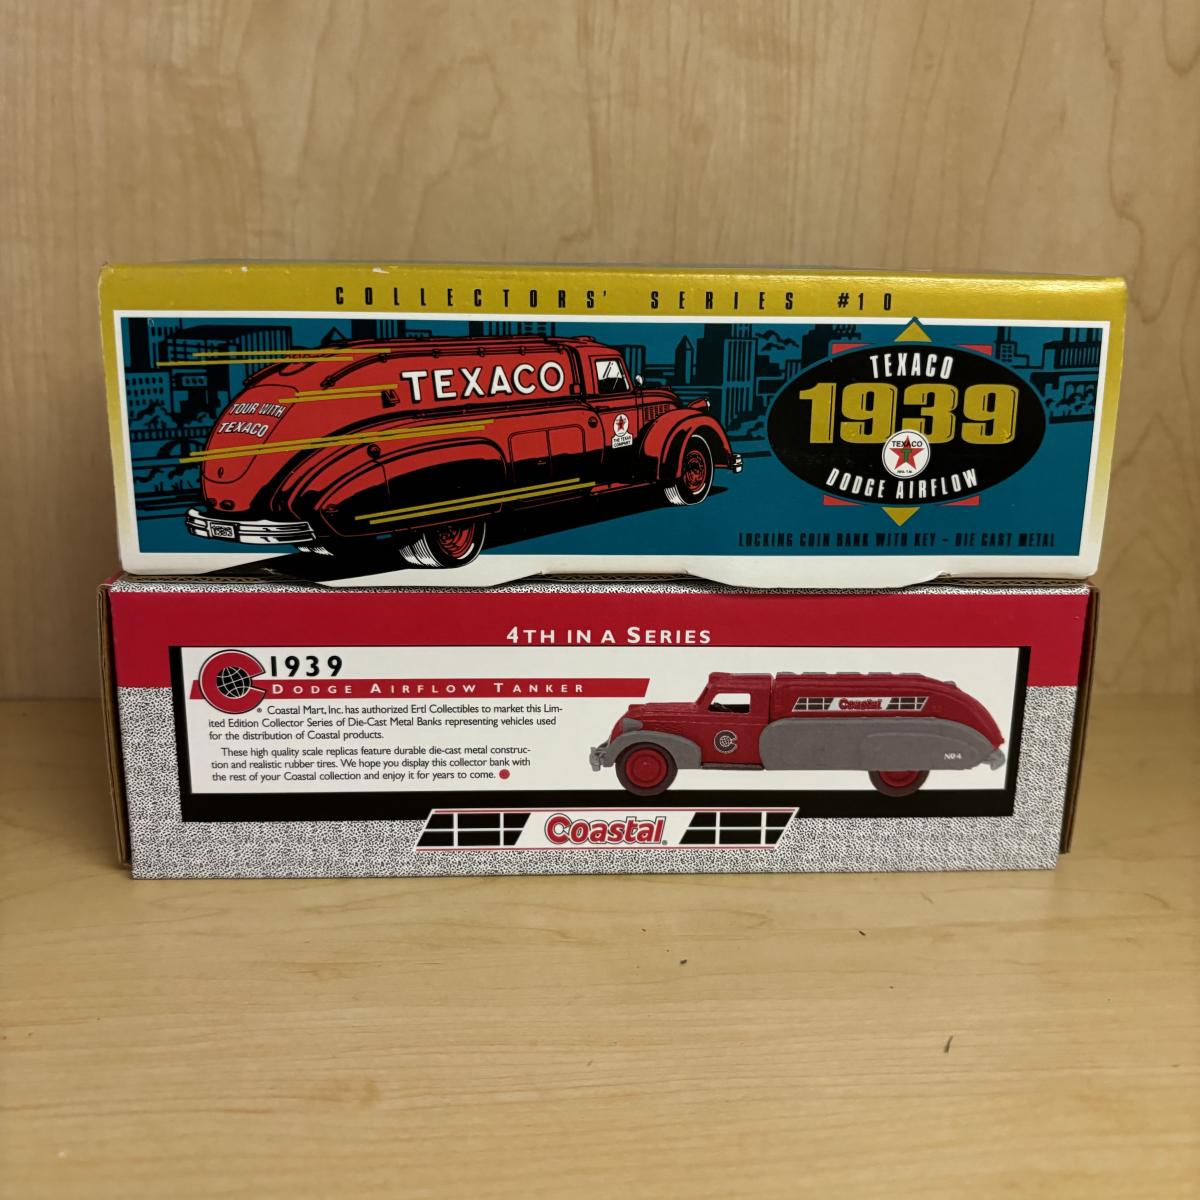 COLLECTORS' SERIES #10
TEXACO
TOUR WITH
TEXACO
THE TEXAS
COMPANY
TEXACO
1939
TEXACO
T
DODGE AIRFLOW
LOCKING COIN BANK WITH KEY - DIE CAST METAL
4TH IN A SERIES
1939
DODGE AIRFLOW TANKER
Coastal Mart, Inc. has authorized Ertl Collectibles to market this Lim-
ited Edition Collector Series of Die-Cast Metal Banks representing vehicles used
for the distribution of Coastal products.
These high quality scale replicas feature durable die-cast metal construc-
tion and realistic rubber tires. We hope you display this collector bank with
the rest of your Coastal collection and enjoy it for years to come.
Coastal
C
NO 4
Coastal